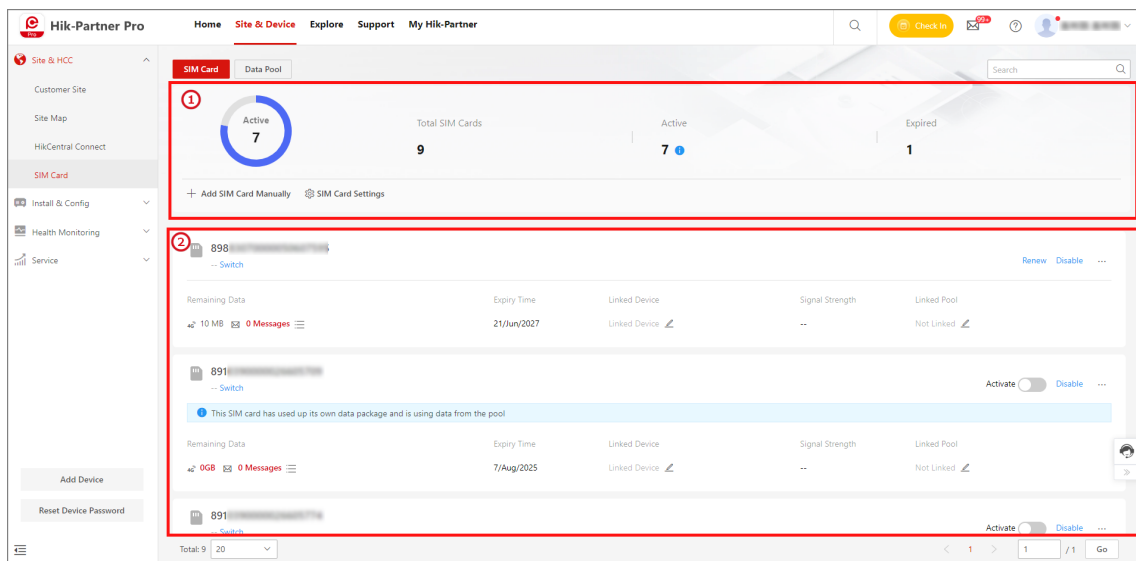 Hik-Partner Pro
Pro
Home Site & Device Explore Support My Hik-Partner
Check In 99+
Site & HCC
Customer Site
Site Map
HikCentral Connect
SIM Card
Install & Config
Health Monitoring
Service
Add Device
Reset Device Password
SIM Card Data Pool Search
1
Active
7
Total SIM Cards Active Expired
9 7 1
Add SIM Card Manually SIM Card Settings
2
898
-- Switch
Renew Disable ...
Remaining Data Expiry Time Linked Device Signal Strength Linked Pool
4G 10 MB 0 Messages 21/Jun/2027 Linked Device -- Not Linked
891
-- Switch
Activate Disable ...
This SIM card has used up its own data package and is using data from the pool
Remaining Data Expiry Time Linked Device Signal Strength Linked Pool
4G 0GB 0 Messages 7/Aug/2025 Linked Device -- Not Linked
891
-- Switch
Activate Disable ...
Total: 9 20 < 1 > 1 / 1 Go